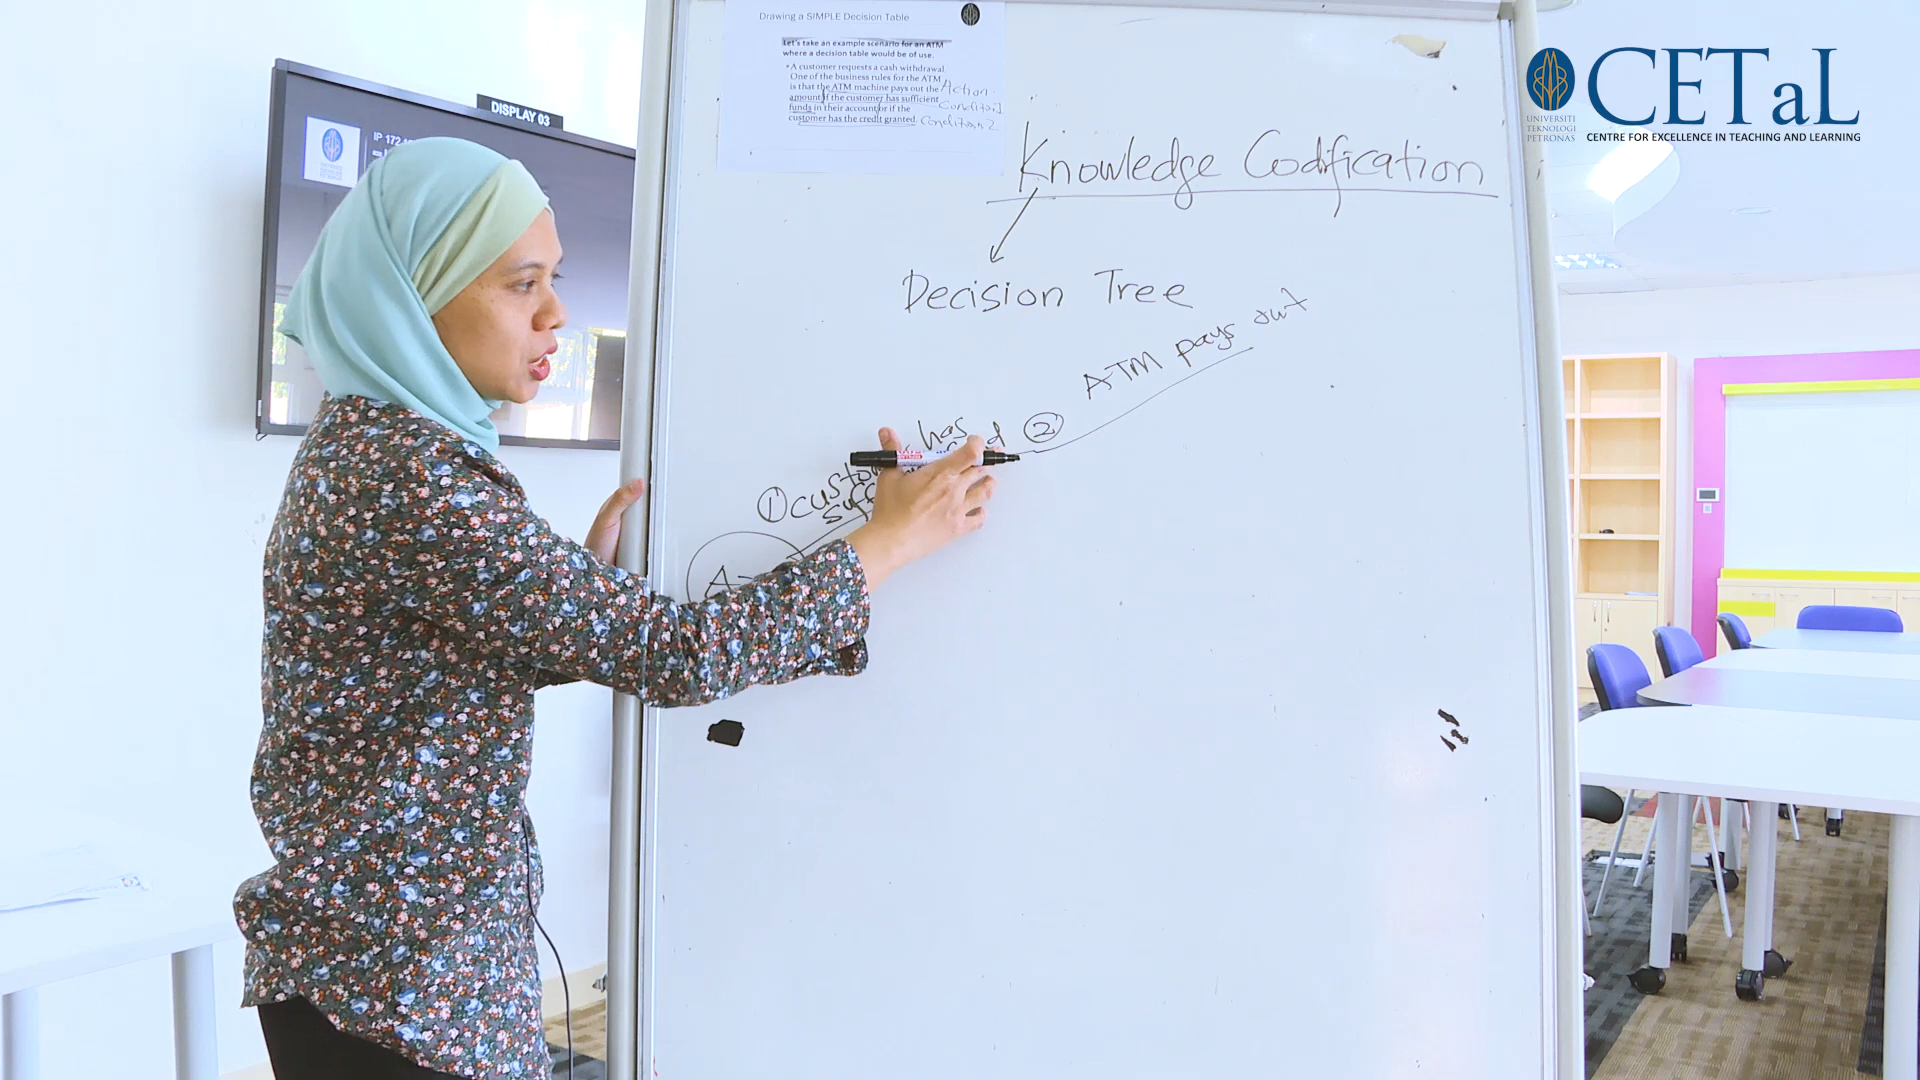 Drawing a SIMPLE Decision Table
Let's take an example scenario for an ATM
where a decision table would be of use.
•A customer requests a cash withdrawal
One of the business rules for the ATM
is that the ATM machine pays out the Action
amount if the customer has sufficient
funds in their account or if the
customer has the credit granted. Condition 2
DISPLAY 03
IP 172
CETaL
UNIVERSITI
TEKNOLOGI
PETRONAS
CENTRE FOR EXCELLENCE IN TEACHING AND LEARNING
Knowledge Codification
Decision Tree
ATM pays out
① has
②